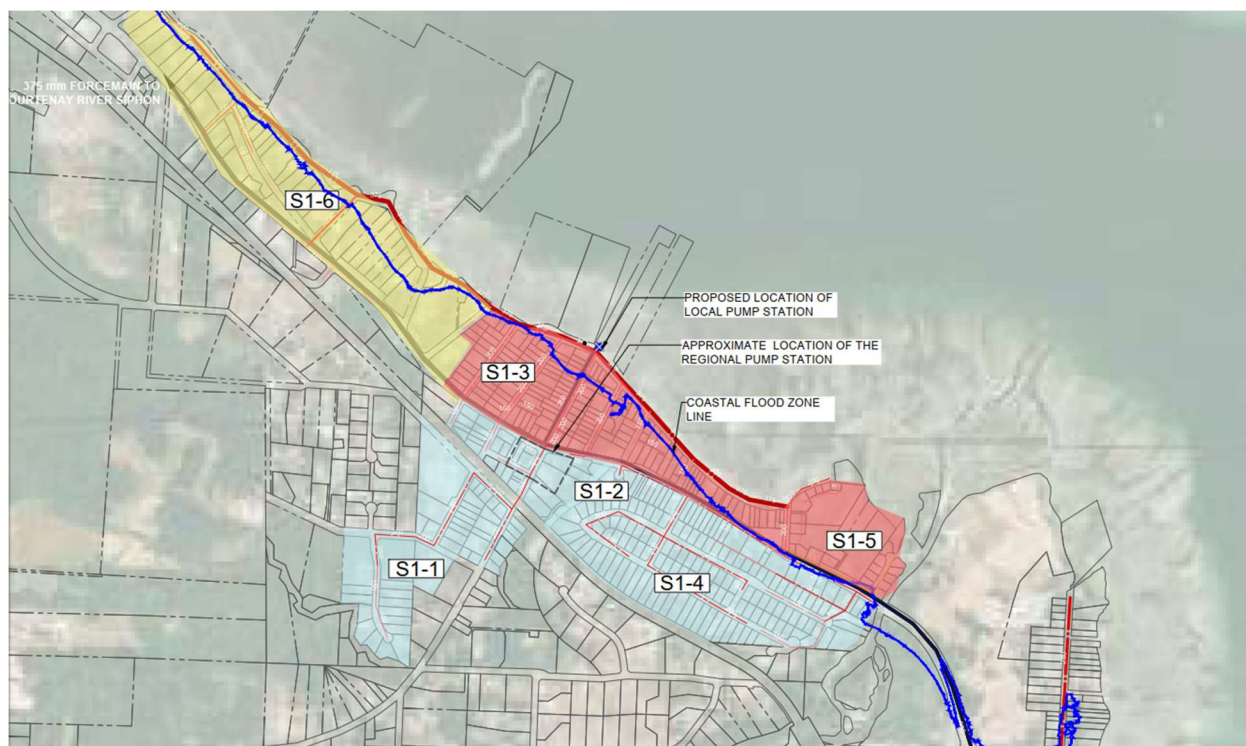 375 mm FORCEMAIN TO
OURTENAY RIVER SIPHON
S1-6
PROPOSED LOCATION OF
LOCAL PUMP STATION
APPROXIMATE LOCATION OF THE
REGIONAL PUMP STATION
S1-3
COASTAL FLOOD ZONE
LINE
S1-2
S1-5
S1-1
S1-4